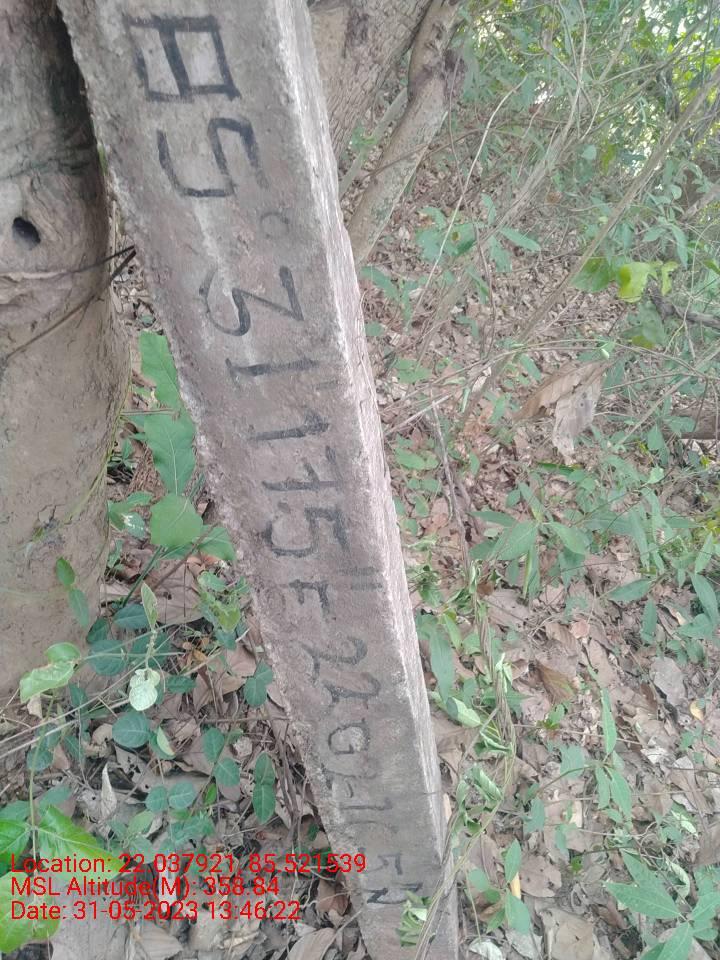 85°31'17.5"E 22°
Location: 22.037921, 85.521539
MSL Altitude(M): 358.84
Date: 31-05-2023 13:46:22